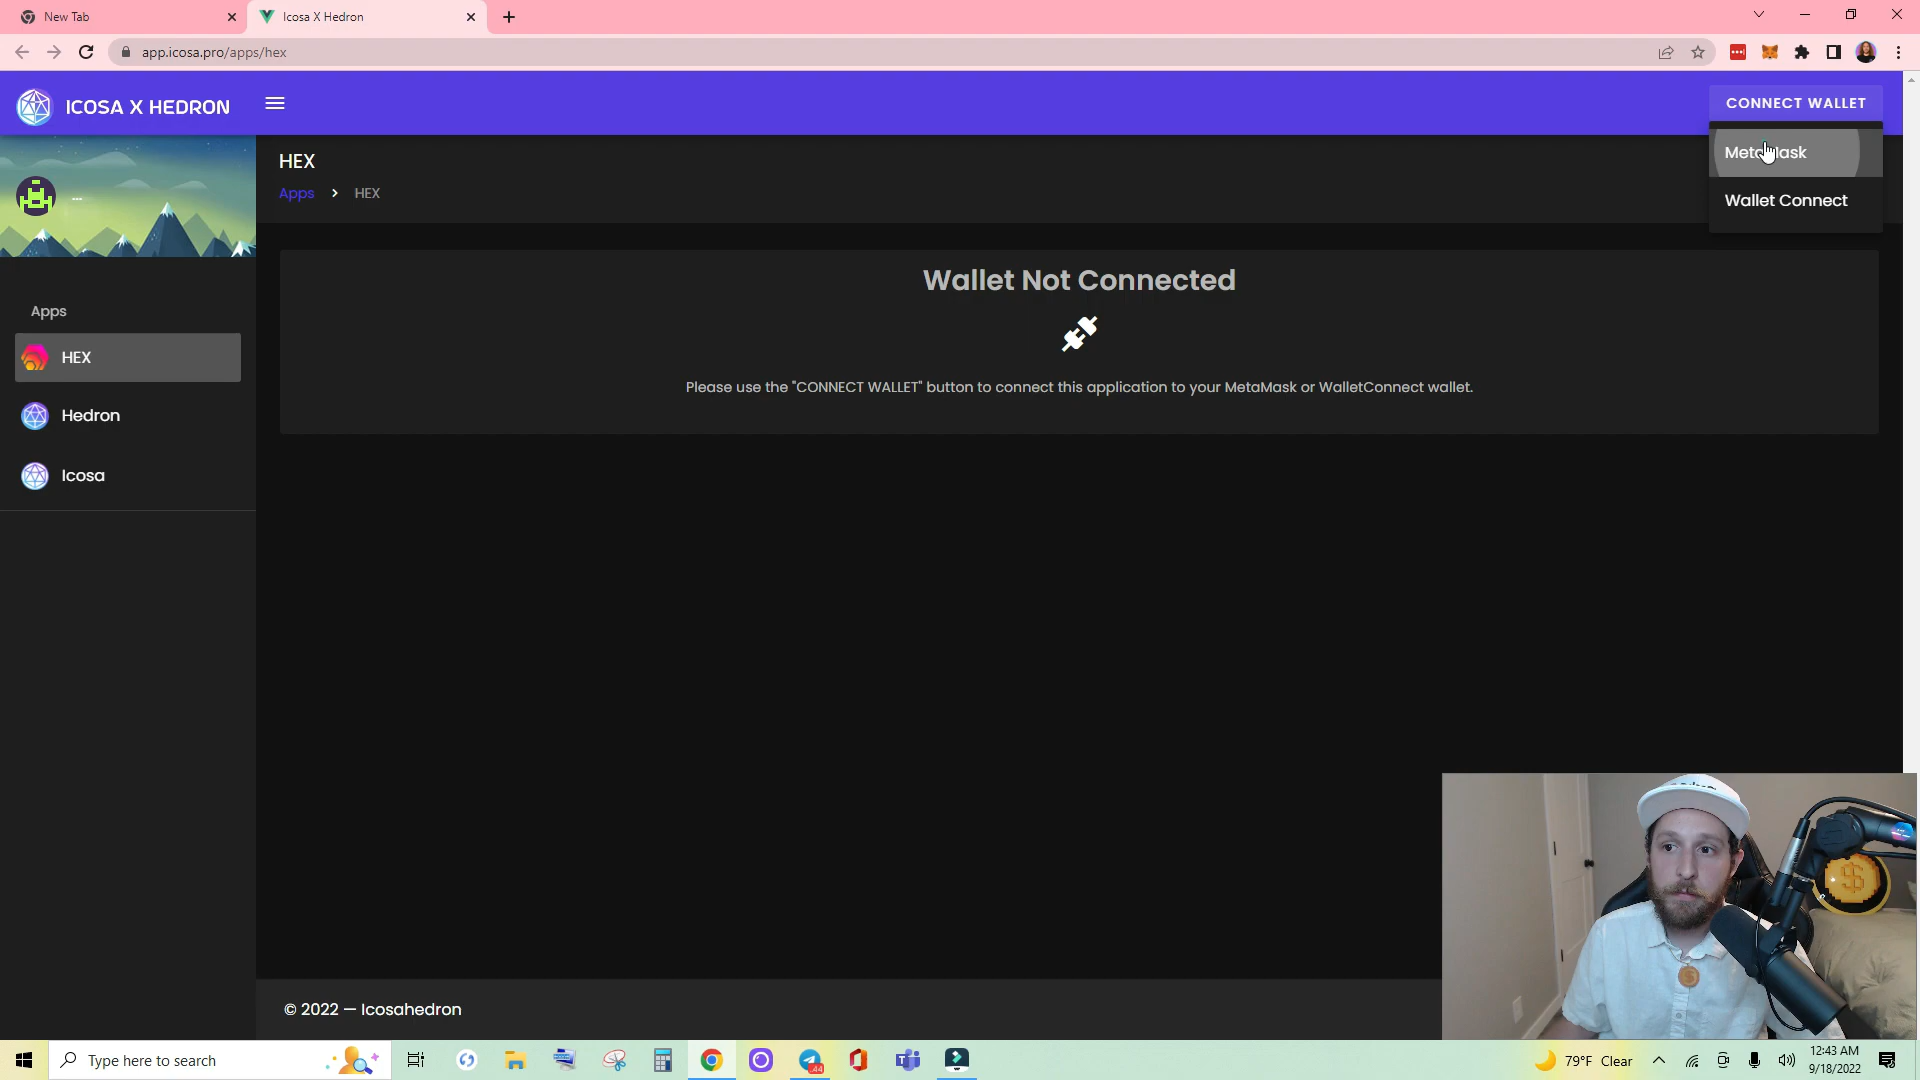 New Tab
Icosa X Hedron
app.icosa.pro/apps/hex
ICOSA X HEDRON
CONNECT WALLET
MetaMask
Wallet Connect
HEX
Apps
HEX
...
Wallet Not Connected
Please use the "CONNECT WALLET" button to connect this application to your MetaMask or WalletConnect wallet.
Apps
HEX
Hedron
Icosa
© 2022 — Icosahedron
Type here to search
44
79°F Clear
12:43 AM
9/18/2022